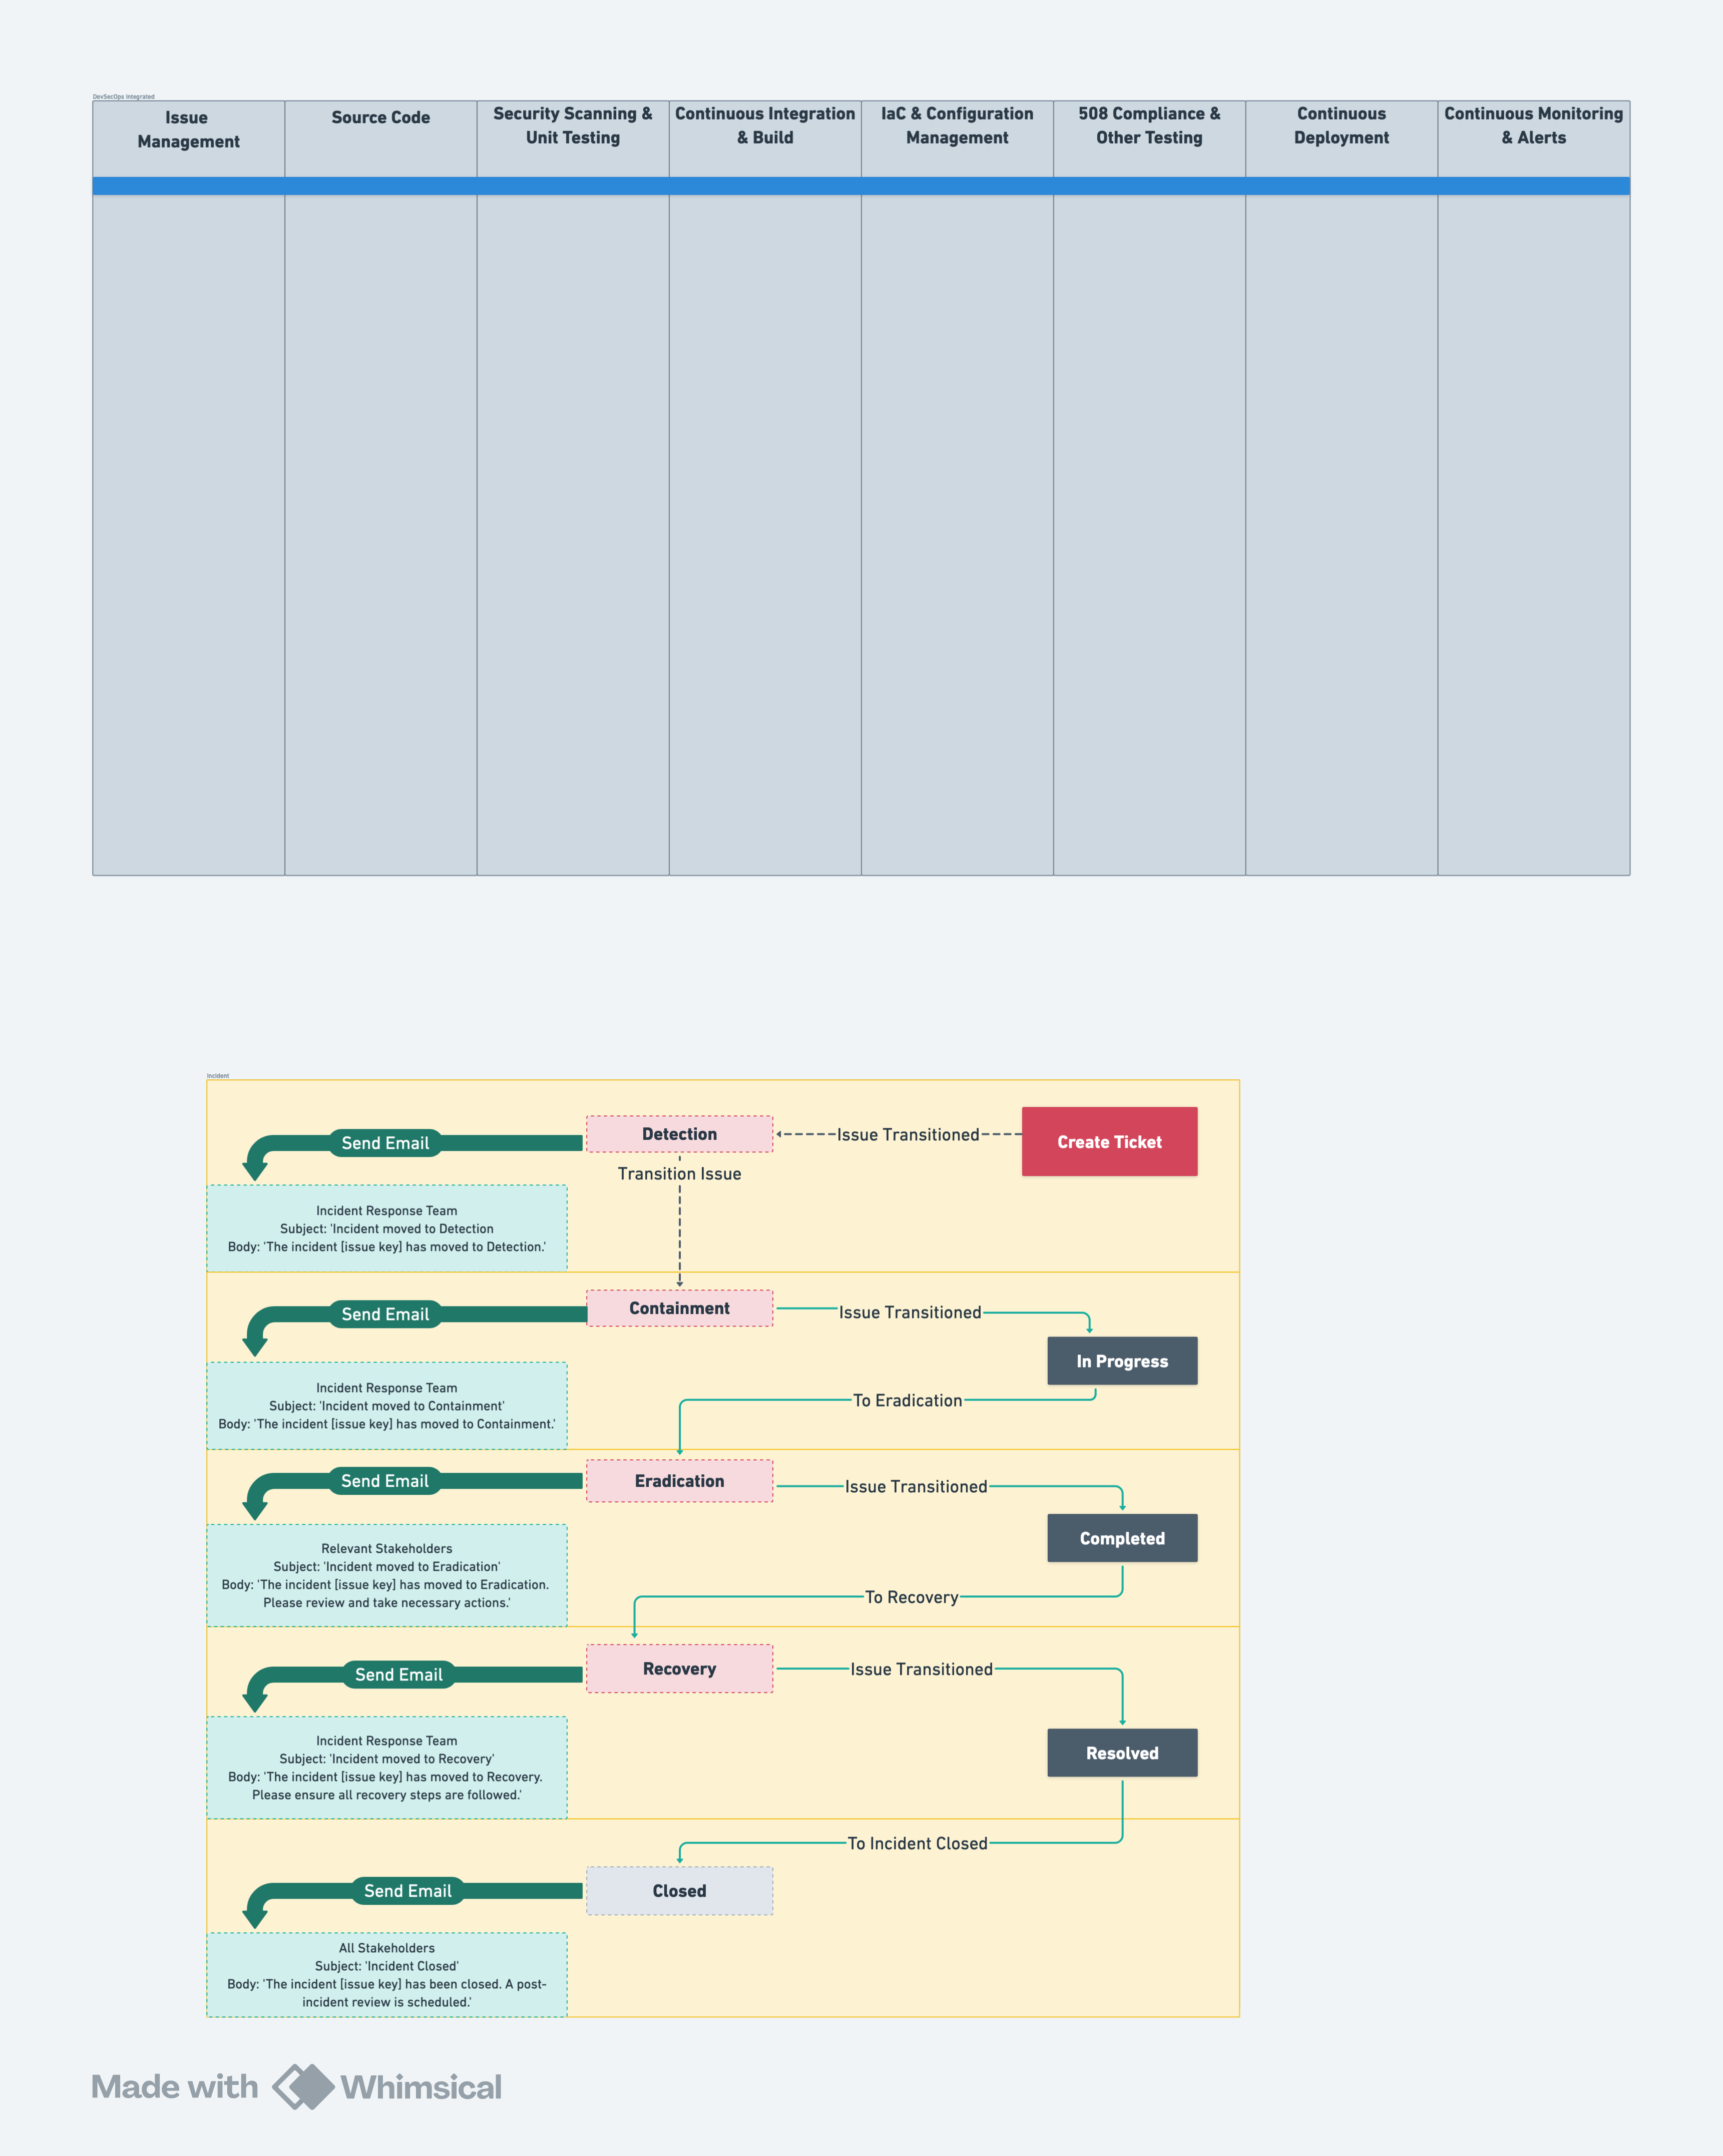 DevSecOps Integrated
Issue
Management
Source Code
Security Scanning &
Unit Testing
Continuous Integration
& Build
IaC & Configuration
Management
508 Compliance &
Other Testing
Continuous
Deployment
Continuous Monitoring
& Alerts
Incident
Send Email
Detection
Issue Transitioned
Create Ticket
Transition Issue
Incident Response Team
Subject: 'Incident moved to Detection
Body: 'The incident [issue key] has moved to Detection.'
Send Email
Containment
Issue Transitioned
In Progress
Incident Response Team
Subject: 'Incident moved to Containment'
Body: 'The incident [issue key] has moved to Containment.'
To Eradication
Send Email
Eradication
Issue Transitioned
Completed
Relevant Stakeholders
Subject: 'Incident moved to Eradication'
Body: 'The incident [issue key] has moved to Eradication.
Please review and take necessary actions.'
To Recovery
Send Email
Recovery
Issue Transitioned
Resolved
Incident Response Team
Subject: 'Incident moved to Recovery'
Body: 'The incident [issue key] has moved to Recovery.
Please ensure all recovery steps are followed.'
To Incident Closed
Send Email
Closed
All Stakeholders
Subject: 'Incident Closed'
Body: 'The incident [issue key] has been closed. A post-
incident review is scheduled.'
Made with Whimsical